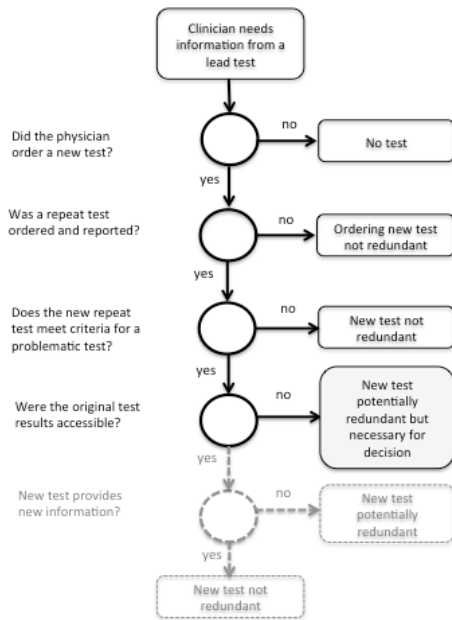 Clinician needs
information from a
lead test
Did the physician
order a new test?
no
No test
yes
Was a repeat test
ordered and reported?
no
Ordering new test
not redundant
yes
Does the new repeat
test meet criteria for a
problematic test?
no
New test not
redundant
yes
Were the original test
results accessible?
no
New test
potentially
redundant but
necessary for
decision
yes
New test provides
new information?
no
New test
potentially
redundant
yes
New test not
redundant